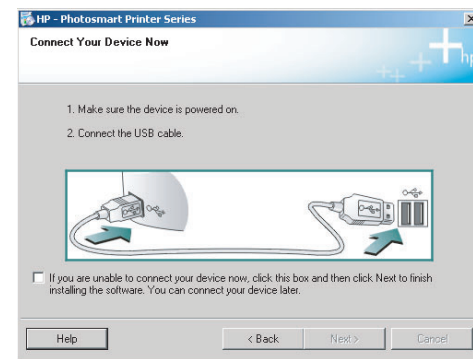 HP - Photosmart Printer Series
Connect Your Device Now
hp
1. Make sure the device is powered on.
2. Connect the USB cable.
If you are unable to connect your device now, click this box and then click Next to finish
installing the software. You can connect your device later.
Help
< Back
Next >
Cancel